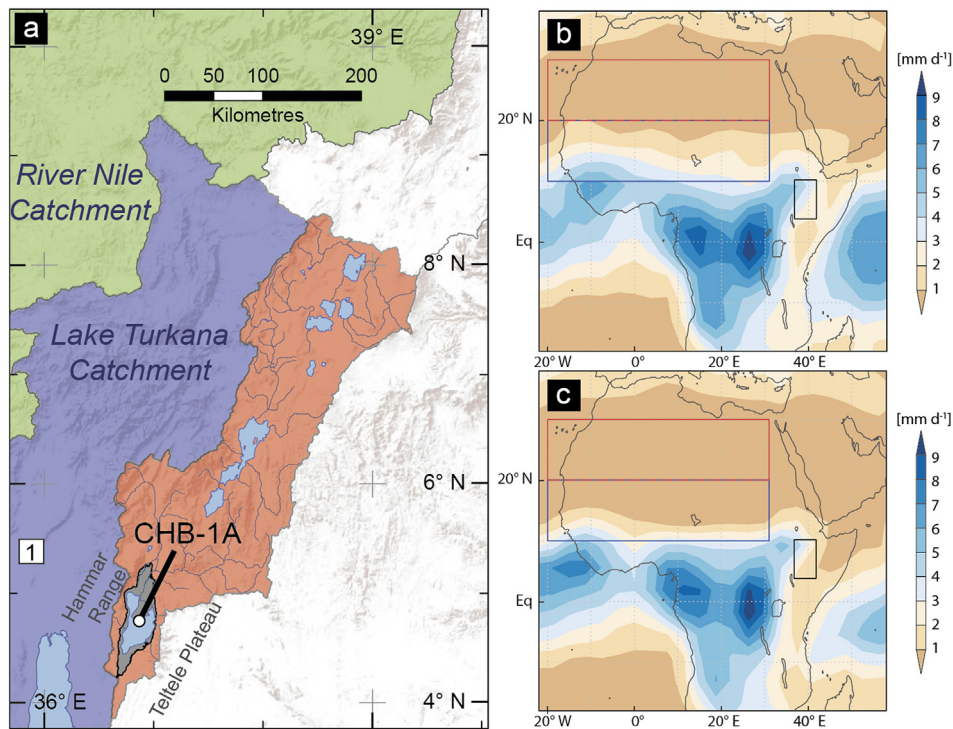 a
39° E
0 50 100 200
Kilometres
River Nile
Catchment
8° N
Lake Turkana
Catchment
6° N
CHB-1A
1
Hammar
Range
Teltele Plateau
36° E
4° N
b
[mm d⁻¹]
9
8
7
6
5
4
3
2
1
20° N
Eq
20° W 0° 20° E 40° E
c
[mm d⁻¹]
9
8
7
6
5
4
3
2
1
20° N
Eq
20° W 0° 20° E 40° E